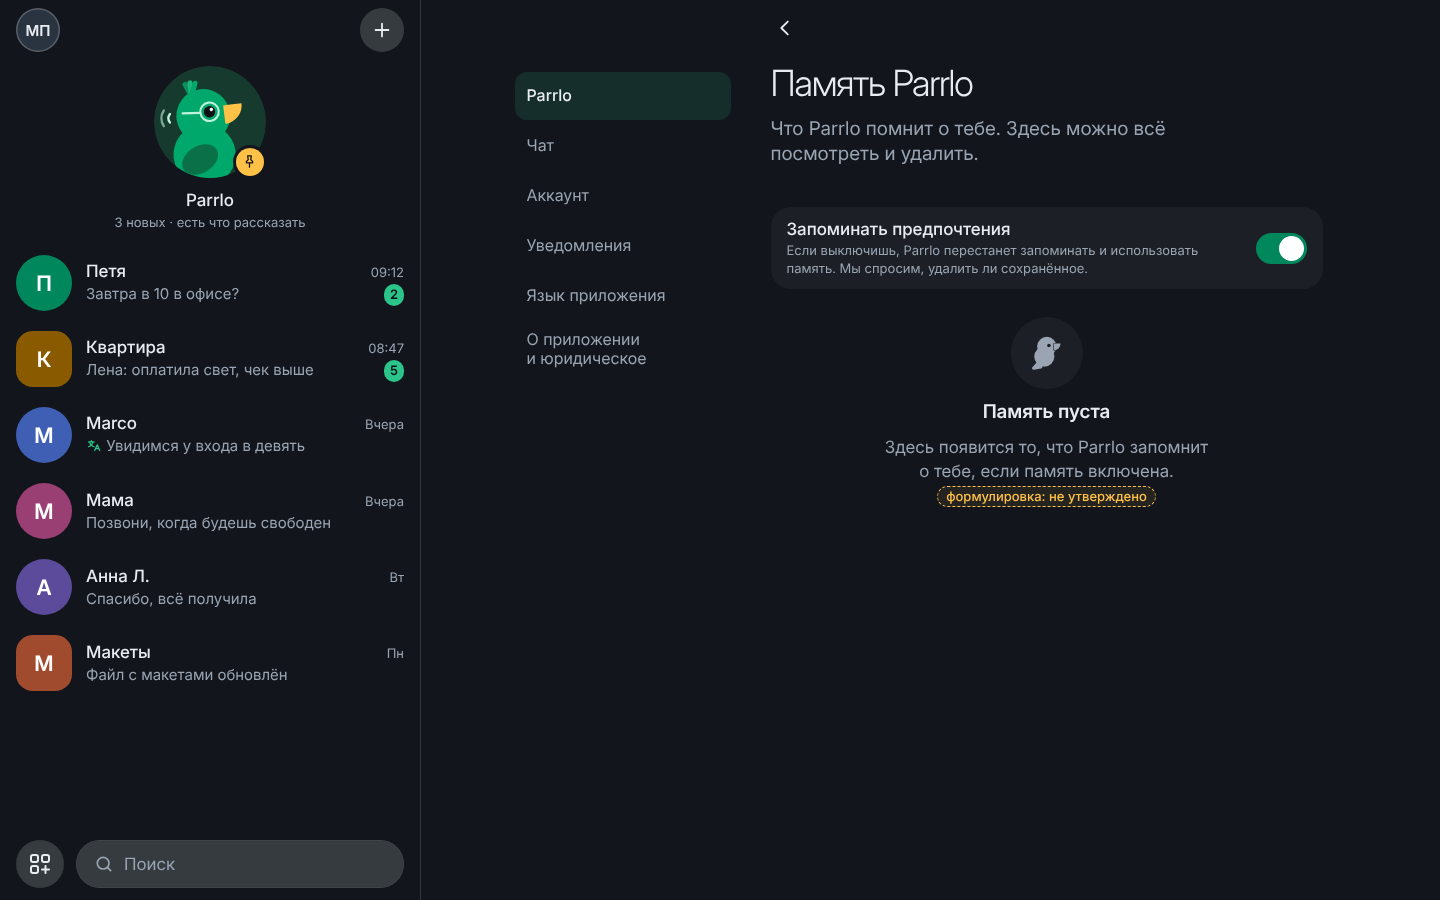 МП
Parrlo
3 новых · есть что рассказать
П
Петя
09:12
Завтра в 10 в офисе?
2
К
Квартира
08:47
Лена: оплатила свет, чек выше
5
M
Marco
Вчера
Увидимся у входа в девять
М
Мама
Вчера
Позвони, когда будешь свободен
А
Анна Л.
Вт
Спасибо, всё получила
М
Макеты
Пн
Файл с макетами обновлён
Поиск
Parrlo
Чат
Аккаунт
Уведомления
Язык приложения
О приложении
и юридическое
Память Parrlo
Что Parrlo помнит о тебе. Здесь можно всё
посмотреть и удалить.
Запоминать предпочтения
Если выключишь, Parrlo перестанет запоминать и использовать
память. Мы спросим, удалить ли сохранённое.
Память пуста
Здесь появится то, что Parrlo запомнит
о тебе, если память включена.
формулировка: не утверждено